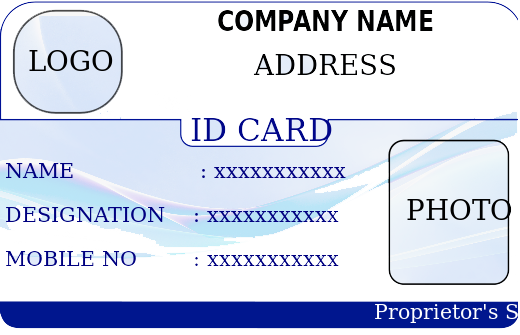 COMPANY NAME
LOGO
ADDRESS
ID CARD
NAME : xxxxxxxxxxx
DESIGNATION : xxxxxxxxxxx
PHOTO
MOBILE NO : xxxxxxxxxxx
Proprietor's S